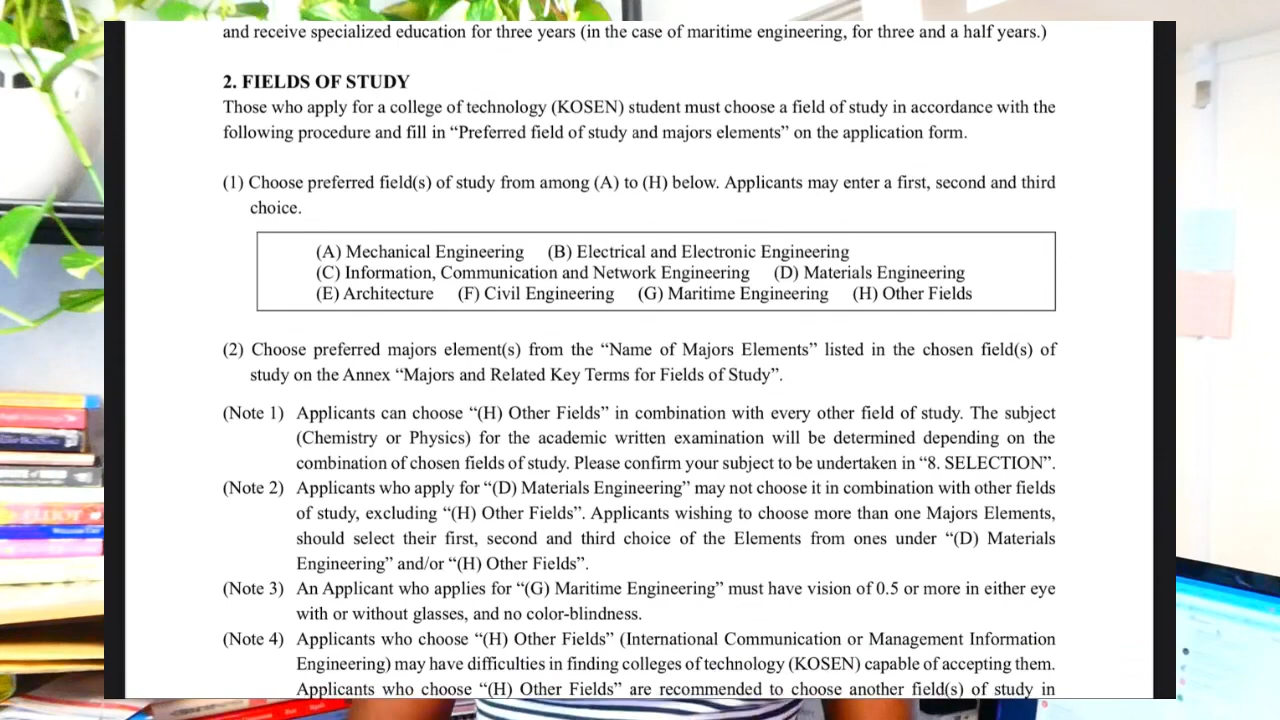 and receive specialized education for three years (in the case of maritime engineering, for three and a half years.)
2. FIELDS OF STUDY
Those who apply for a college of technology (KOSEN) student must choose a field of study in accordance with the
following procedure and fill in “Preferred field of study and majors elements” on the application form.
(1) Choose preferred field(s) of study from among (A) to (H) below. Applicants may enter a first, second and third
choice.
(A) Mechanical Engineering (B) Electrical and Electronic Engineering
(C) Information, Communication and Network Engineering (D) Materials Engineering
(E) Architecture (F) Civil Engineering (G) Maritime Engineering (H) Other Fields
(2) Choose preferred majors element(s) from the “Name of Majors Elements” listed in the chosen field(s) of
study on the Annex “Majors and Related Key Terms for Fields of Study”.
(Note 1) Applicants can choose “(H) Other Fields” in combination with every other field of study. The subject
(Chemistry or Physics) for the academic written examination will be determined depending on the
combination of chosen fields of study. Please confirm your subject to be undertaken in “8. SELECTION”.
(Note 2) Applicants who apply for “(D) Materials Engineering” may not choose it in combination with other fields
of study, excluding “(H) Other Fields”. Applicants wishing to choose more than one Majors Elements,
should select their first, second and third choice of the Elements from ones under “(D) Materials
Engineering” and/or “(H) Other Fields”.
(Note 3) An Applicant who applies for “(G) Maritime Engineering” must have vision of 0.5 or more in either eye
with or without glasses, and no color-blindness.
(Note 4) Applicants who choose “(H) Other Fields” (International Communication or Management Information
Engineering) may have difficulties in finding colleges of technology (KOSEN) capable of accepting them.
Applicants who choose “(H) Other Fields” are recommended to choose another field(s) of study in